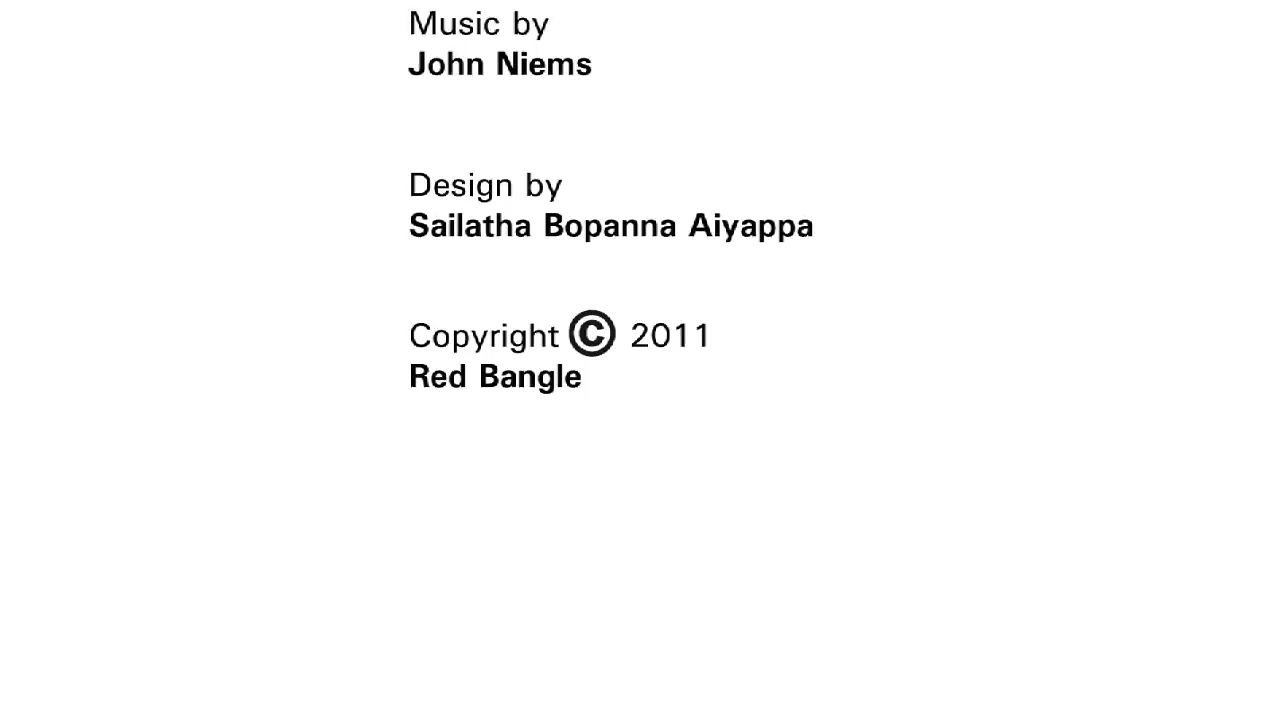 Music by
John Niems
Design by
Sailatha Bopanna Aiyappa
Copyright © 2011
Red Bangle